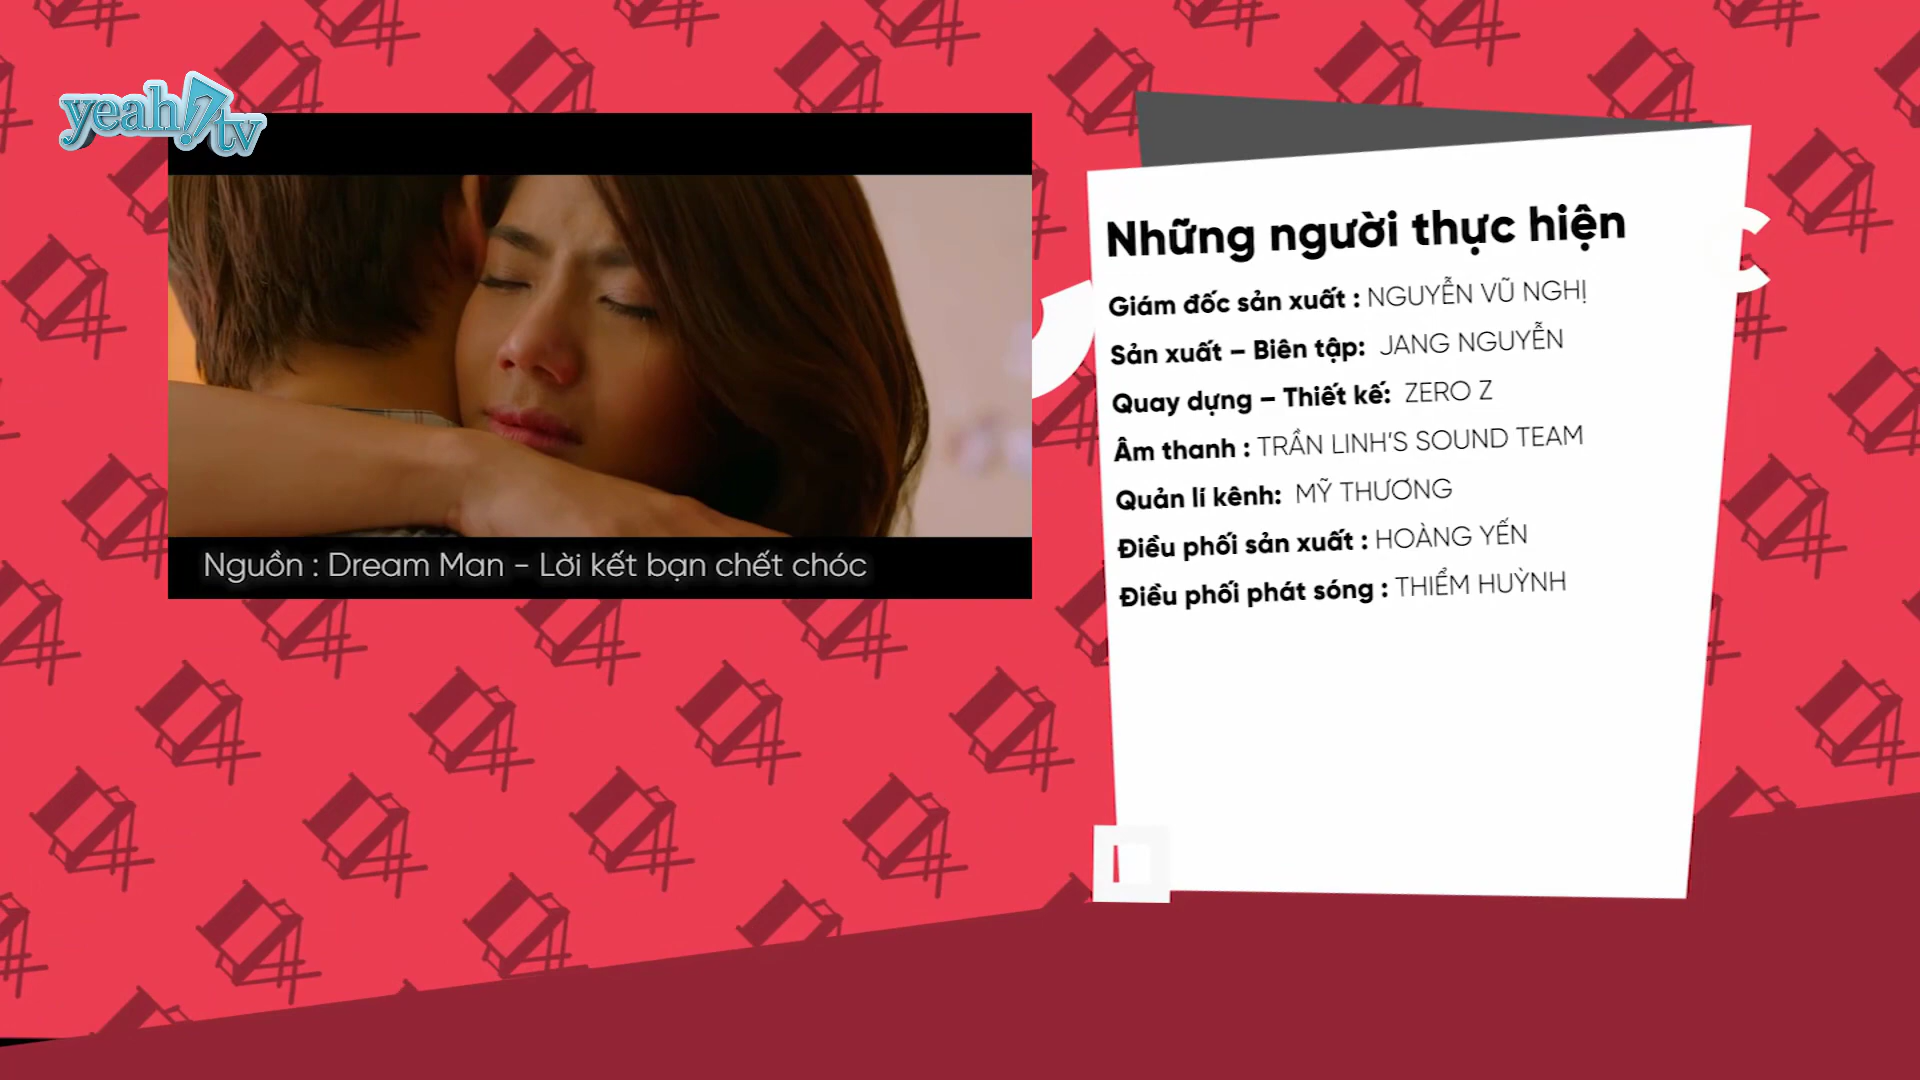 yeah1tv
Nguồn : Dream Man - Lời kết bạn chết chóc
Những người thực hiện
Giám đốc sản xuất : NGUYỄN VŨ NGHỊ
Sản xuất – Biên tập: JANG NGUYỄN
Quay dựng – Thiết kế: ZERO Z
Âm thanh : TRẦN LINH'S SOUND TEAM
Quản lí kênh: MỸ THƯƠNG
Điều phối sản xuất : HOÀNG YẾN
Điều phối phát sóng : THIỂM HUỲNH